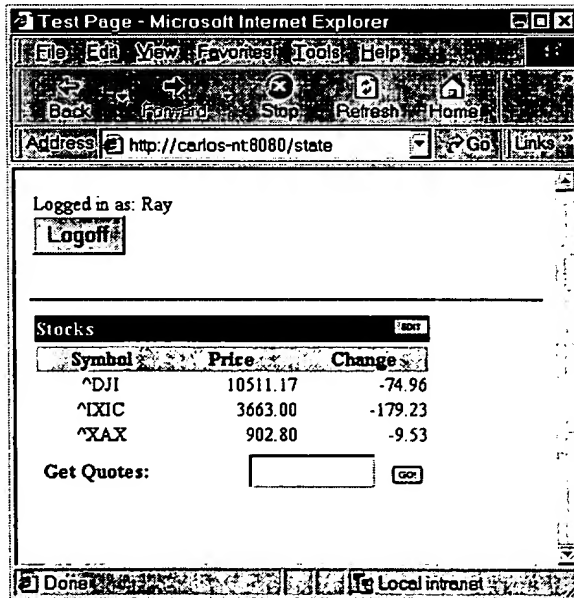 Test Page - Microsoft Internet Explorer
File Edit View Favorites Tools Help
Back Forward Stop Refresh Home
Address http://carlos-nt:8080/state Go Links
Logged in as: Ray
Logoff
Stocks EDIT
Symbol Price Change
^DJI 10511.17 -74.96
^IXIC 3663.00 -179.23
^XAX 902.80 -9.53
Get Quotes: GO!
Done Local intranet